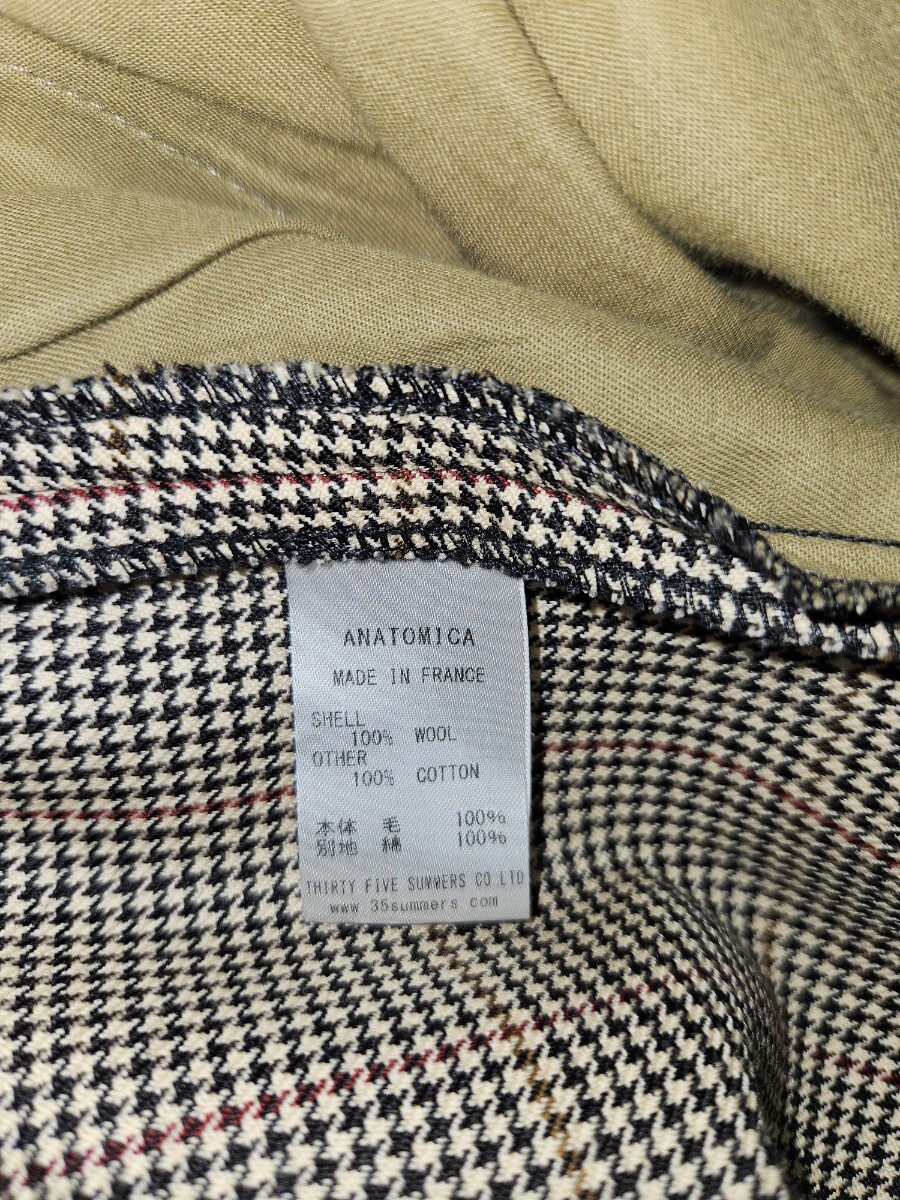 ANATOMICA
MADE IN FRANCE
SHELL
100% WOOL
OTHER
100% COTTON
本体 毛 100%
別地 綿 100%
THIRTY FIVE SUMMERS CO LTD
www 35summers com